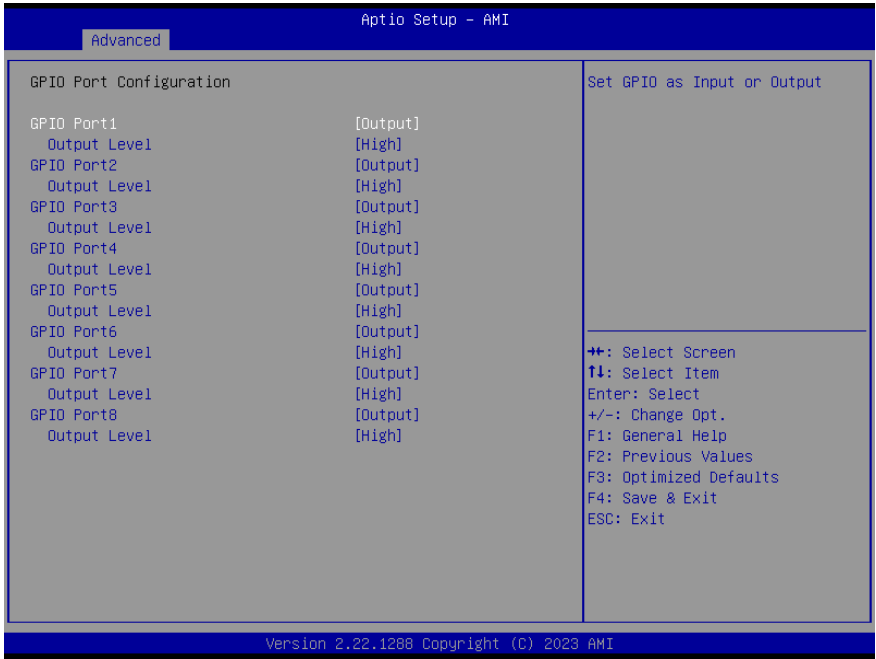 Aptio Setup – AMI
Advanced
GPIO Port Configuration
GPIO Port1 [Output]
Output Level [High]
GPIO Port2 [Output]
Output Level [High]
GPIO Port3 [Output]
Output Level [High]
GPIO Port4 [Output]
Output Level [High]
GPIO Port5 [Output]
Output Level [High]
GPIO Port6 [Output]
Output Level [High]
GPIO Port7 [Output]
Output Level [High]
GPIO Port8 [Output]
Output Level [High]
Set GPIO as Input or Output
→←: Select Screen
↑↓: Select Item
Enter: Select
+/-: Change Opt.
F1: General Help
F2: Previous Values
F3: Optimized Defaults
F4: Save & Exit
ESC: Exit
Version 2.22.1288 Copyright (C) 2023 AMI